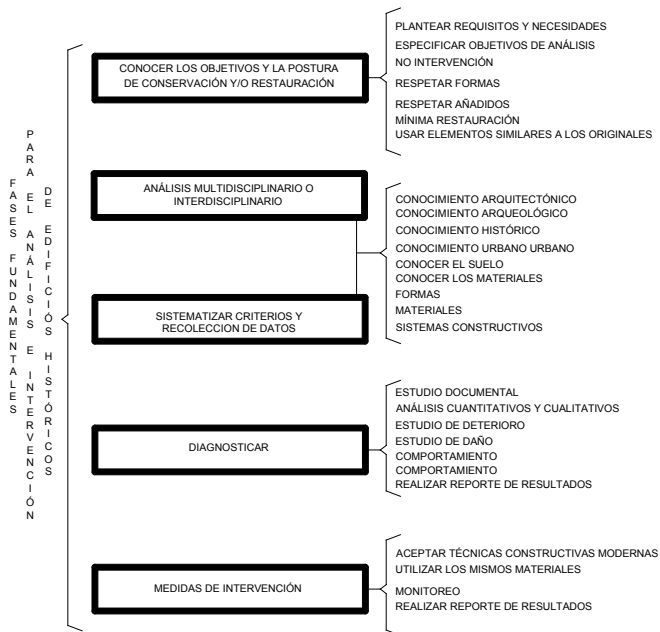 FASES FUNDAMENTALES
PARA EL ANÁLISIS E INTERVENCIÓN
DE EDIFICIÓS HISTÓRICOS
CONOCER LOS OBJETIVOS Y LA POSTURA
DE CONSERVACIÓN Y/O RESTAURACIÓN
PLANTEAR REQUISITOS Y NECESIDADES
ESPECIFICAR OBJETIVOS DE ANÁLISIS
NO INTERVENCIÓN
RESPETAR FORMAS
RESPETAR AÑADIDOS
MÍNIMA RESTAURACIÓN
USAR ELEMENTOS SIMILARES A LOS ORIGINALES
ANÁLISIS MULTIDISCIPLINARIO O
INTERDISCIPLINARIO
SISTEMATIZAR CRITERIOS Y
RECOLECCION DE DATOS
CONOCIMIENTO ARQUITECTÓNICO
CONOCIMIENTO ARQUEOLÓGICO
CONOCIMIENTO HISTÓRICO
CONOCIMIENTO URBANO URBANO
CONOCER EL SUELO
CONOCER LOS MATERIALES
FORMAS
MATERIALES
SISTEMAS CONSTRUCTIVOS
DIAGNOSTICAR
ESTUDIO DOCUMENTAL
ANÁLISIS CUANTITATIVOS Y CUALITATIVOS
ESTUDIO DE DETERIORO
ESTUDIO DE DAÑO
COMPORTAMIENTO
COMPORTAMIENTO
REALIZAR REPORTE DE RESULTADOS
MEDIDAS DE INTERVENCIÓN
ACEPTAR TÉCNICAS CONSTRUCTIVAS MODERNAS
UTILIZAR LOS MISMOS MATERIALES
MONITOREO
REALIZAR REPORTE DE RESULTADOS